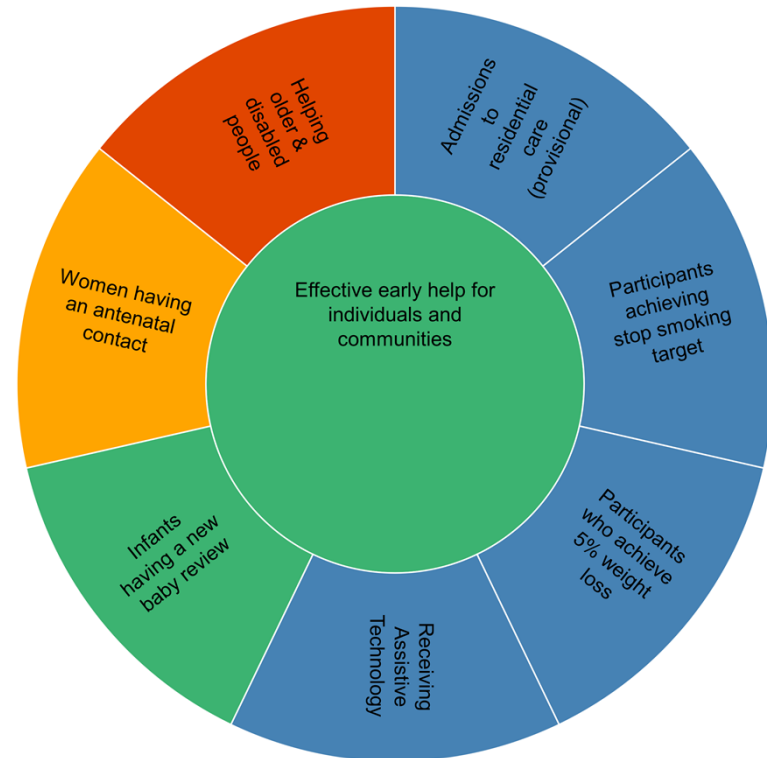 Effective early help for
individuals and
communities
Admissions
to
residential
care
(provisional)
Participants
achieving
stop smoking
target
Participants
who achieve
5% weight
loss
Receiving
Assistive
Technology
Infants
having a new
baby review
Women having
an antenatal
contact
Helping
older &
disabled
people